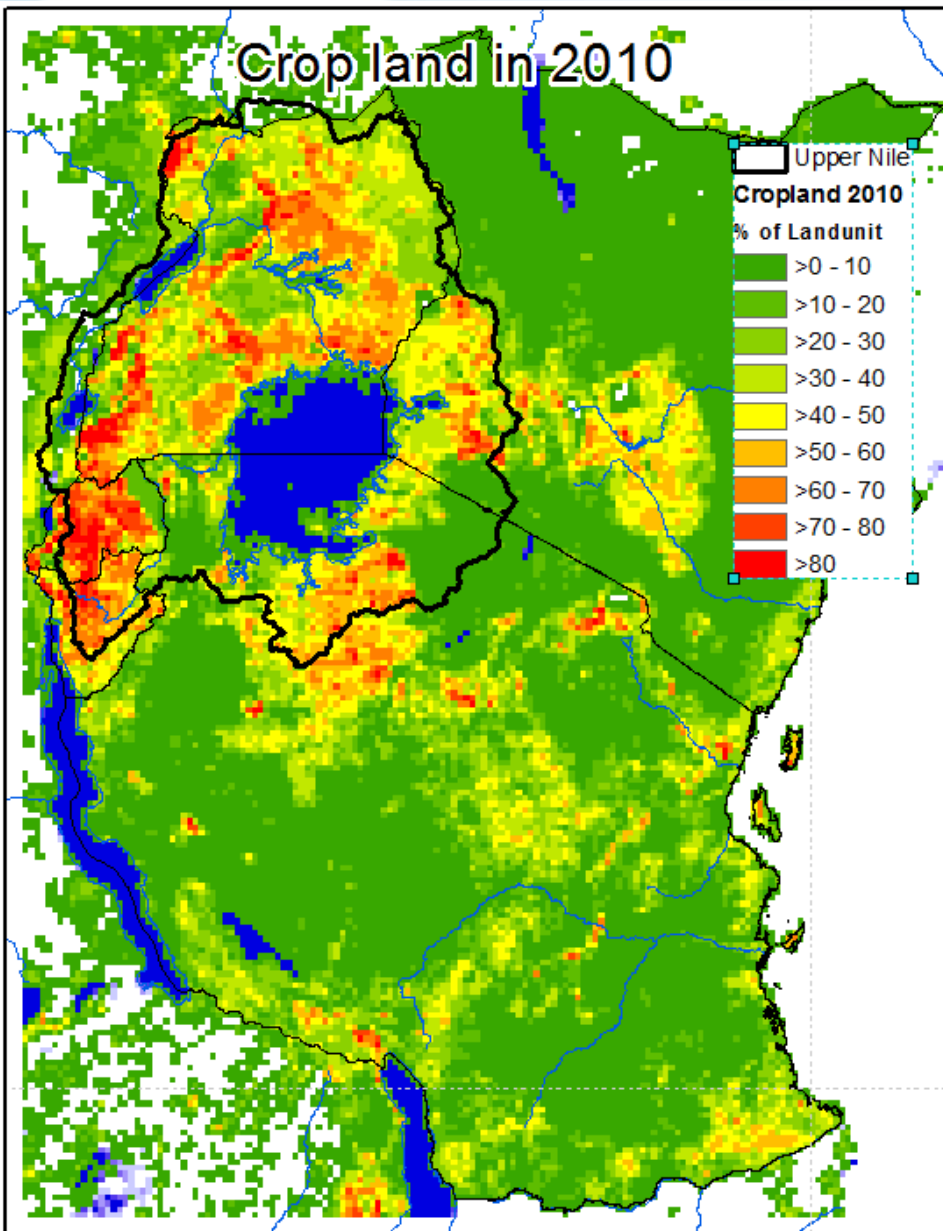 Crop land in 2010
Upper Nile
Cropland 2010
% of Landunit
>0 - 10
>10 - 20
>20 - 30
>30 - 40
>40 - 50
>50 - 60
>60 - 70
>70 - 80
>80